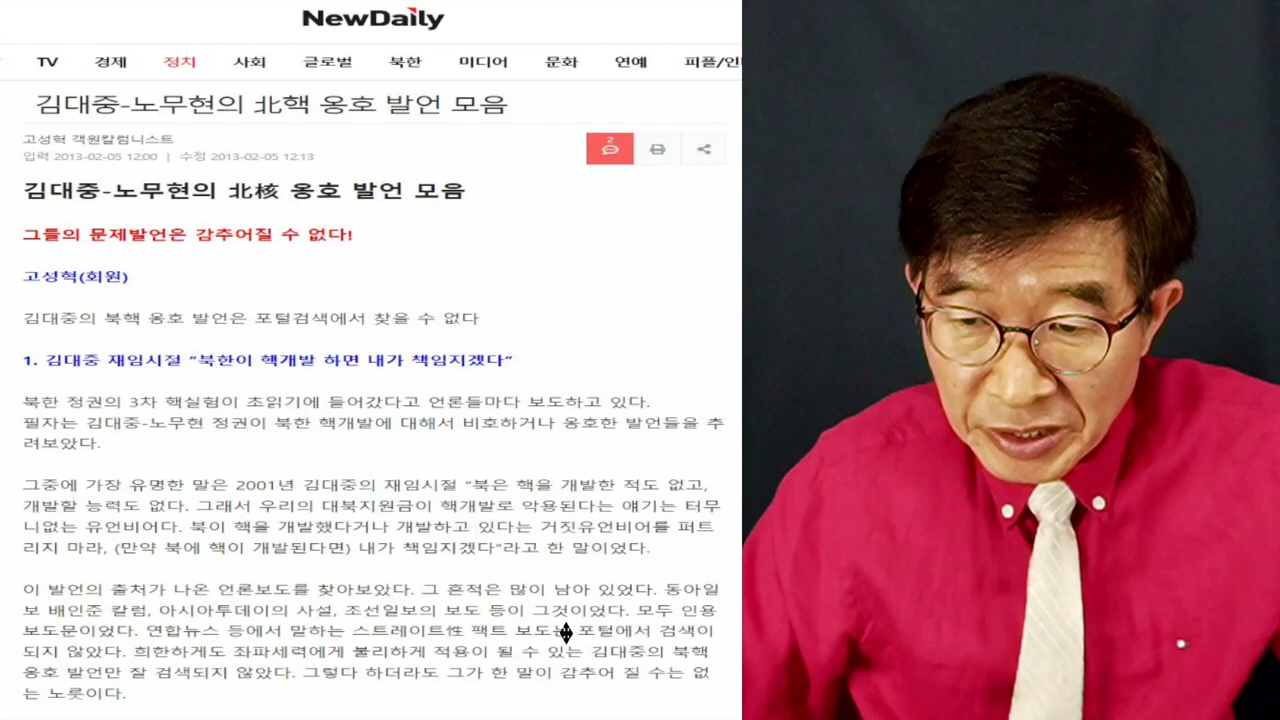 NewDaily
TV 경제 정치 사회 글로벌 북한 미디어 문화 연예 피플/인
김대중-노무현의 北핵 옹호 발언 모음
고성혁 객원칼럼니스트
입력 2013-02-05 12:00 | 수정 2013-02-05 12:13
2
김대중-노무현의 北核 옹호 발언 모음
그들의 문제발언은 감추어질 수 없다!
고성혁(회원)
김대중의 북핵 옹호 발언은 포털검색에서 찾을 수 없다
1. 김대중 재임시절 "북한이 핵개발 하면 내가 책임지겠다"
북한 정권의 3차 핵실험이 초읽기에 들어갔다고 언론들마다 보도하고 있다.
필자는 김대중-노무현 정권이 북한 핵개발에 대해서 비호하거나 옹호한 발언들을 추
려보았다.
그중에 가장 유명한 말은 2001년 김대중의 재임시절 "북은 핵을 개발한 적도 없고,
개발할 능력도 없다. 그래서 우리의 대북지원금이 핵개발로 악용된다는 얘기는 터무
니없는 유언비어다. 북이 핵을 개발했다거나 개발하고 있다는 거짓유언비어를 퍼트
리지 마라, (만약 북에 핵이 개발된다면) 내가 책임지겠다"라고 한 말이었다.
이 발언의 출처가 나온 언론보도를 찾아보았다. 그 흔적은 많이 남아 있었다. 동아일
보 배인준 칼럼, 아시아투데이의 사설, 조선일보의 보도 등이 그것이었다. 모두 인용
보도문이었다. 연합뉴스 등에서 말하는 스트레이트性 팩트 보도는 포털에서 검색이
되지 않았다. 희한하게도 좌파세력에게 불리하게 적용이 될 수 있는 김대중의 북핵
옹호 발언만 잘 검색되지 않았다. 그렇다 하더라도 그가 한 말이 감추어 질 수는 없
는 노릇이다.